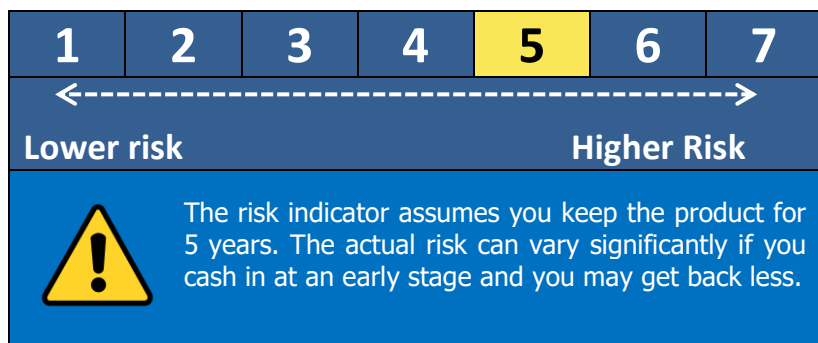 1 2 3 4 5 6 7
Lower risk Higher Risk
The risk indicator assumes you keep the product for
5 years. The actual risk can vary significantly if you
cash in at an early stage and you may get back less.